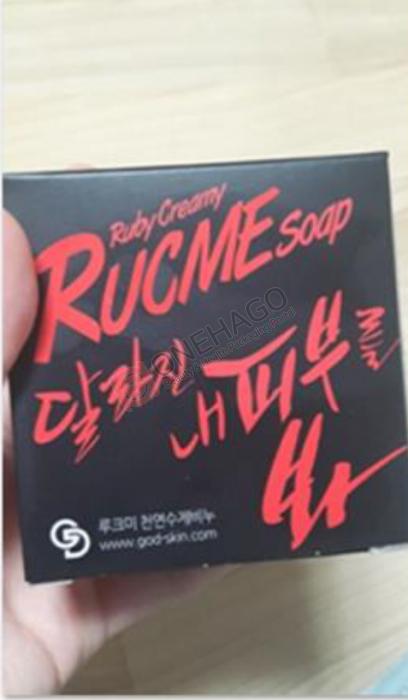 Ruby Creamy
RUCME Soap
달라진
내 피부를
봐
루크미 천연수제비누
www.god-skin.com
ONEHAGO